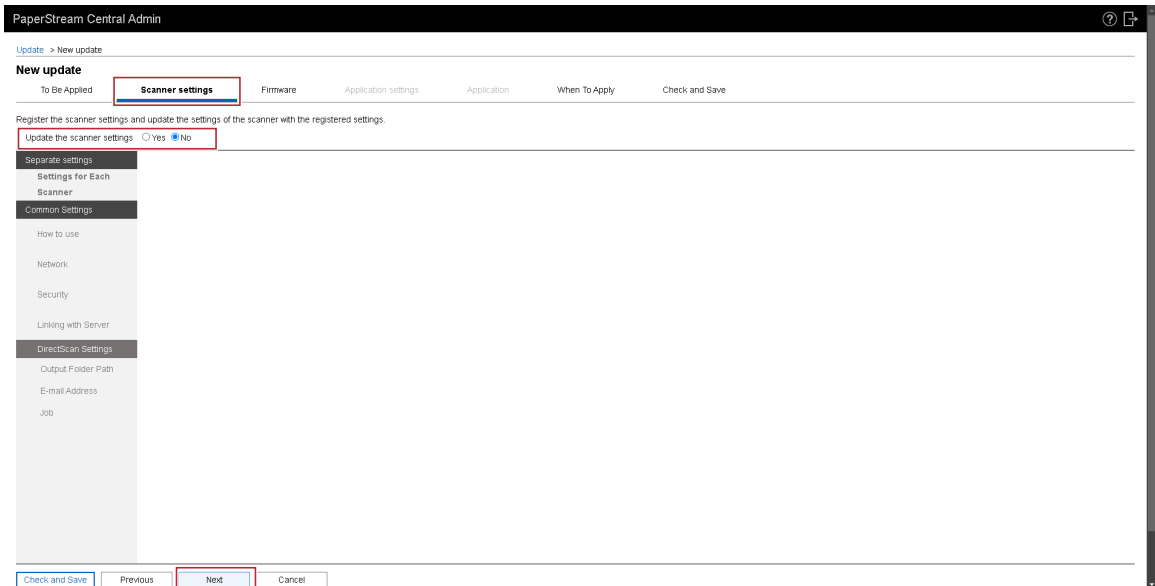 PaperStream Central Admin
Update > New update
New update
To Be Applied Scanner settings Firmware Application settings Application When To Apply Check and Save
Register the scanner settings and update the settings of the scanner with the registered settings.
Update the scanner settings Yes No
Separate settings
Settings for Each
Scanner
Common Settings
How to use
Network
Security
Linking with Server
DirectScan Settings
Output Folder Path
E-mail Address
Job
Check and Save Previous Next Cancel